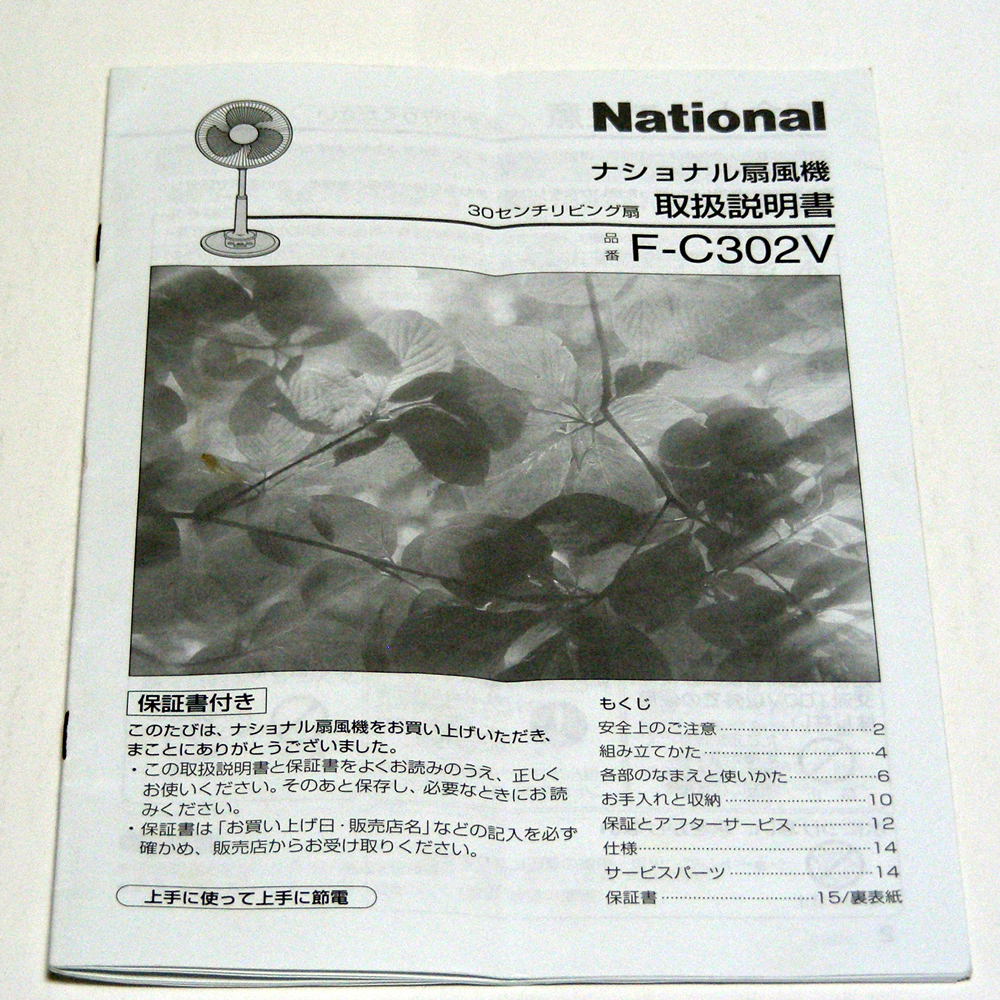 National
ナショナル扇風機
30センチリビング扇 取扱説明書
品番 F-C302V
保証書付き
このたびは、ナショナル扇風機をお買い上げいただき、
まことにありがとうございました。
・この取扱説明書と保証書をよくお読みのうえ、正しく
お使いください。そのあと保存し、必要なときにお読
みください。
・保証書は「お買い上げ日・販売店名」などの記入を必ず
確かめ、販売店からお受け取りください。
上手に使って上手に節電
もくじ
安全上のご注意 2
組み立てかた 4
各部のなまえと使いかた 6
お手入れと収納 10
保証とアフターサービス 12
仕様 14
サービスパーツ 14
保証書 15/裏表紙